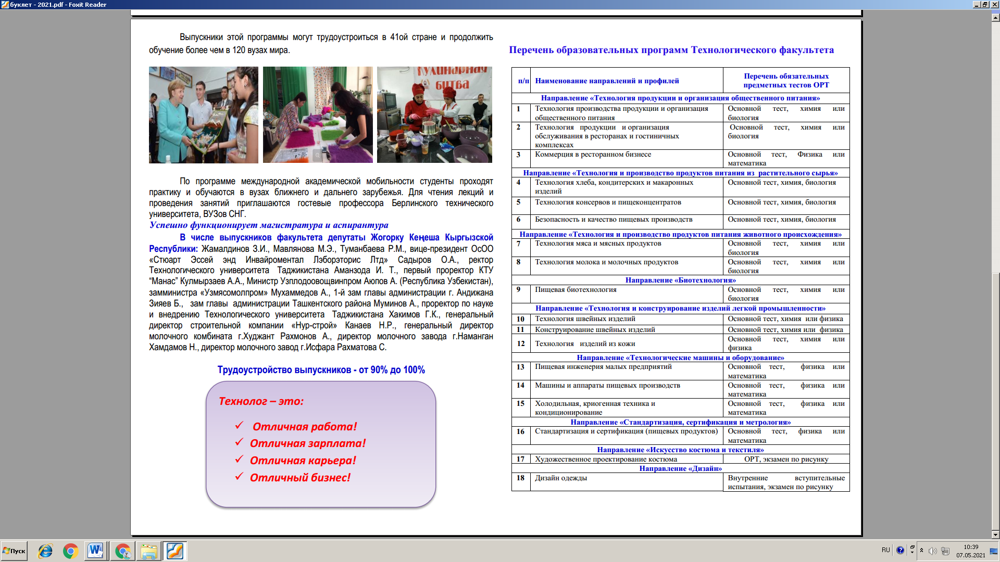 буклет - 2021.pdf - Foxit Reader
Выпускники этой программы могут трудоустроиться в 41ой стране и продолжить
обучение более чем в 120 вузах мира.
Кулинарная
битва
По программе международной академической мобильности студенты проходят
практику и обучаются в вузах ближнего и дальнего зарубежья. Для чтения лекций и
проведения занятий приглашаются гостевые профессора Берлинского технического
университета, ВУЗов СНГ.
Успешно функционирует магистратура и аспирантура
В числе выпускников факультета депутаты Жогорку Кеңеша Кыргызской
Республики: Жамалдинов З.И., Мавлянова М.Э., Туманбаева Р.М., вице-президент ОсОО
«Стюарт Эссей энд Инвайроментал Лэборэторис Лтд» Садыров О.А., ректор
Технологического университета Таджикистана Аманзода И. Т., первый проректор КТУ
“Манас” Кулмырзаев А.А., Министр Узплодоовощвинпром Аюпов А. (Республика Узбекистан),
замминистра «Узмясомолпром» Мухаммедов А., 1-й зам главы администрации г. Андижана
Зияев Б., зам главы администрации Ташкентского района Муминов А., проректор по науке
и внедрению Технологического университета Таджикистана Хакимов Г.К., генеральный
директор строительной компании «Нур-строй» Канаев Н.Р., генеральный директор
молочного комбината г.Худжант Рахмонов А., директор молочного завода г.Наманган
Хамдамов Н., директор молочного завод г.Исфара Рахматова С.
Трудоустройство выпускников - от 90% до 100%
Технолог – это:
✓ Отличная работа!
✓ Отличная зарплата!
✓ Отличная карьера!
✓ Отличный бизнес!
Перечень образовательных программ Технологического факультета
п/п Наименование направлений и профилей Перечень обязательных
предметных тестов ОРТ
Направление «Технология продукции и организация общественного питания»
1 Технология производства продукции и организация Основной тест, химия или
общественного питания биология
2 Технология продукции и организация Основной тест, химия или
обслуживания в ресторанах и гостиничных биология
комплексах
3 Коммерция в ресторанном бизнесе Основной тест, Физика или
математика
Направление «Технология и производство продуктов питания из растительного сырья»
4 Технология хлеба, кондитерских и макаронных Основной тест, химия, биология
изделий
5 Технология консервов и пищеконцентратов Основной тест, химия, биология
6 Безопасность и качество пищевых производств Основной тест, химия, биология
Направление «Технология и производство продуктов питания животного происхождения»
7 Технология мяса и мясных продуктов Основной тест, химия или
биология
8 Технология молока и молочных продуктов Основной тест, химия или
биология
Направление «Биотехнология»
9 Пищевая биотехнология Основной тест, химия или
биология
Направление «Технология и конструирование изделий легкой промышленности»
10 Технология швейных изделий Основной тест, химия или физика
11 Конструирование швейных изделий Основной тест, химия или физика
12 Технология изделий из кожи Основной тест, химия или
физика
Направление «Технологические машины и оборудование»
13 Пищевая инженерия малых предприятий Основной тест, физика или
математика
14 Машины и аппараты пищевых производств Основной тест, физика или
математика
15 Холодильная, криогенная техника и Основной тест, физика или
кондиционирование математика
Направление «Стандартизация, сертификация и метрология»
16 Стандартизация и сертификация (пищевых продуктов) Основной тест, физика или
математика
Направление «Искусство костюма и текстиля»
17 Художественное проектирование костюма ОРТ, экзамен по рисунку
Направление «Дизайн»
18 Дизайн одежды Внутренние вступительные
испытания, экзамен по рисунку
Пуск
RU
10:39
07.05.2021